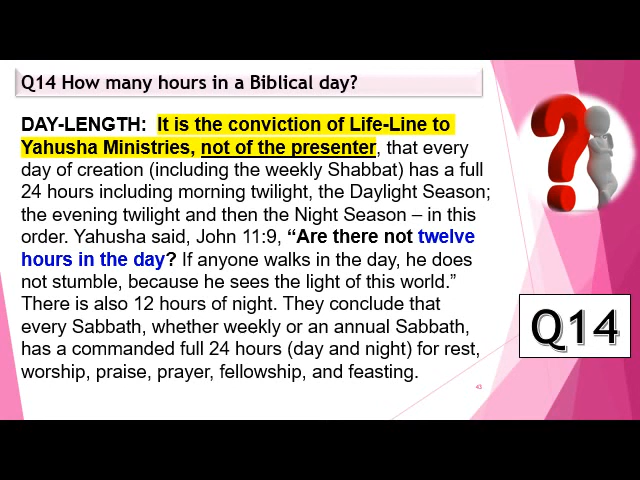 Q14 How many hours in a Biblical day?
DAY-LENGTH: It is the conviction of Life-Line to
Yahusha Ministries, not of the presenter, that every
day of creation (including the weekly Shabbat) has a full
24 hours including morning twilight, the Daylight Season;
the evening twilight and then the Night Season – in this
order. Yahusha said, John 11:9, “Are there not twelve
hours in the day? If anyone walks in the day, he does
not stumble, because he sees the light of this world.”
There is also 12 hours of night. They conclude that
every Sabbath, whether weekly or an annual Sabbath,
has a commanded full 24 hours (day and night) for rest,
worship, praise, prayer, fellowship, and feasting.
Q14
43